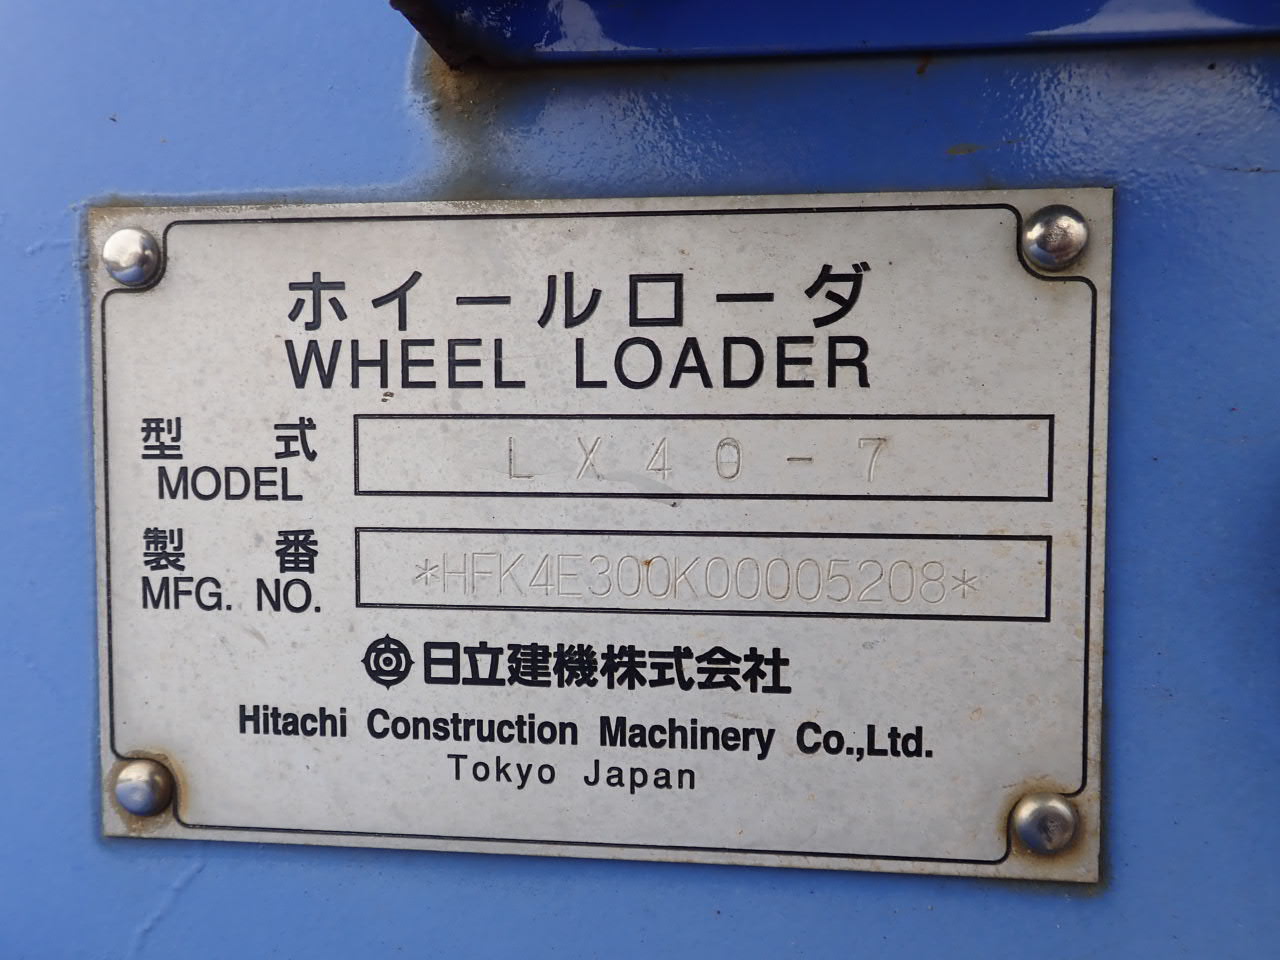 ホイールローダ
WHEEL LOADER
型式 LX40-7
MODEL
製番 *HFK4E300K00005208*
MFG. NO.
日立建機株式会社
Hitachi Construction Machinery Co.,Ltd.
Tokyo Japan